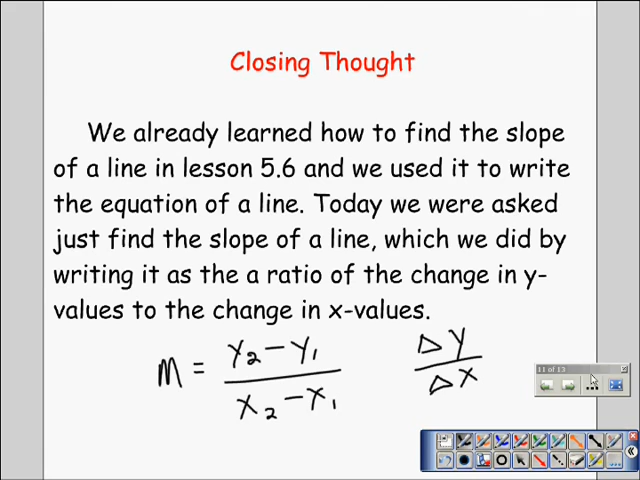 Closing Thought
We already learned how to find the slope
of a line in lesson 5.6 and we used it to write
the equation of a line. Today we were asked
just find the slope of a line, which we did by
writing it as the a ratio of the change in y-
values to the change in x-values.
m = y₂ - y₁ / x₂ - x₁
Δy / Δx
11 of 13